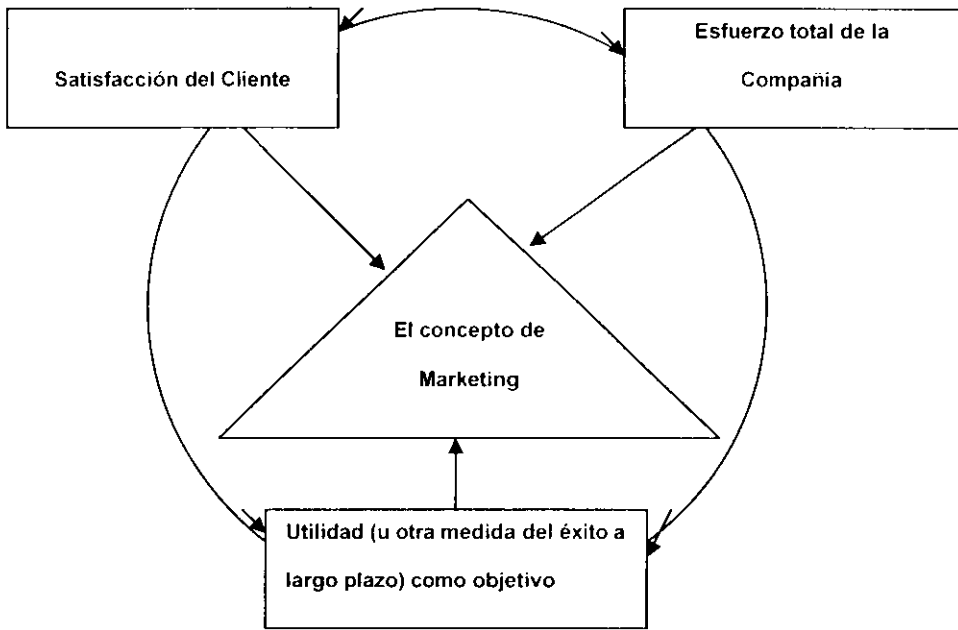 Satisfacción del Cliente
Esfuerzo total de la
Compañia
El concepto de
Marketing
Utilidad (u otra medida del éxito a
largo plazo) como objetivo